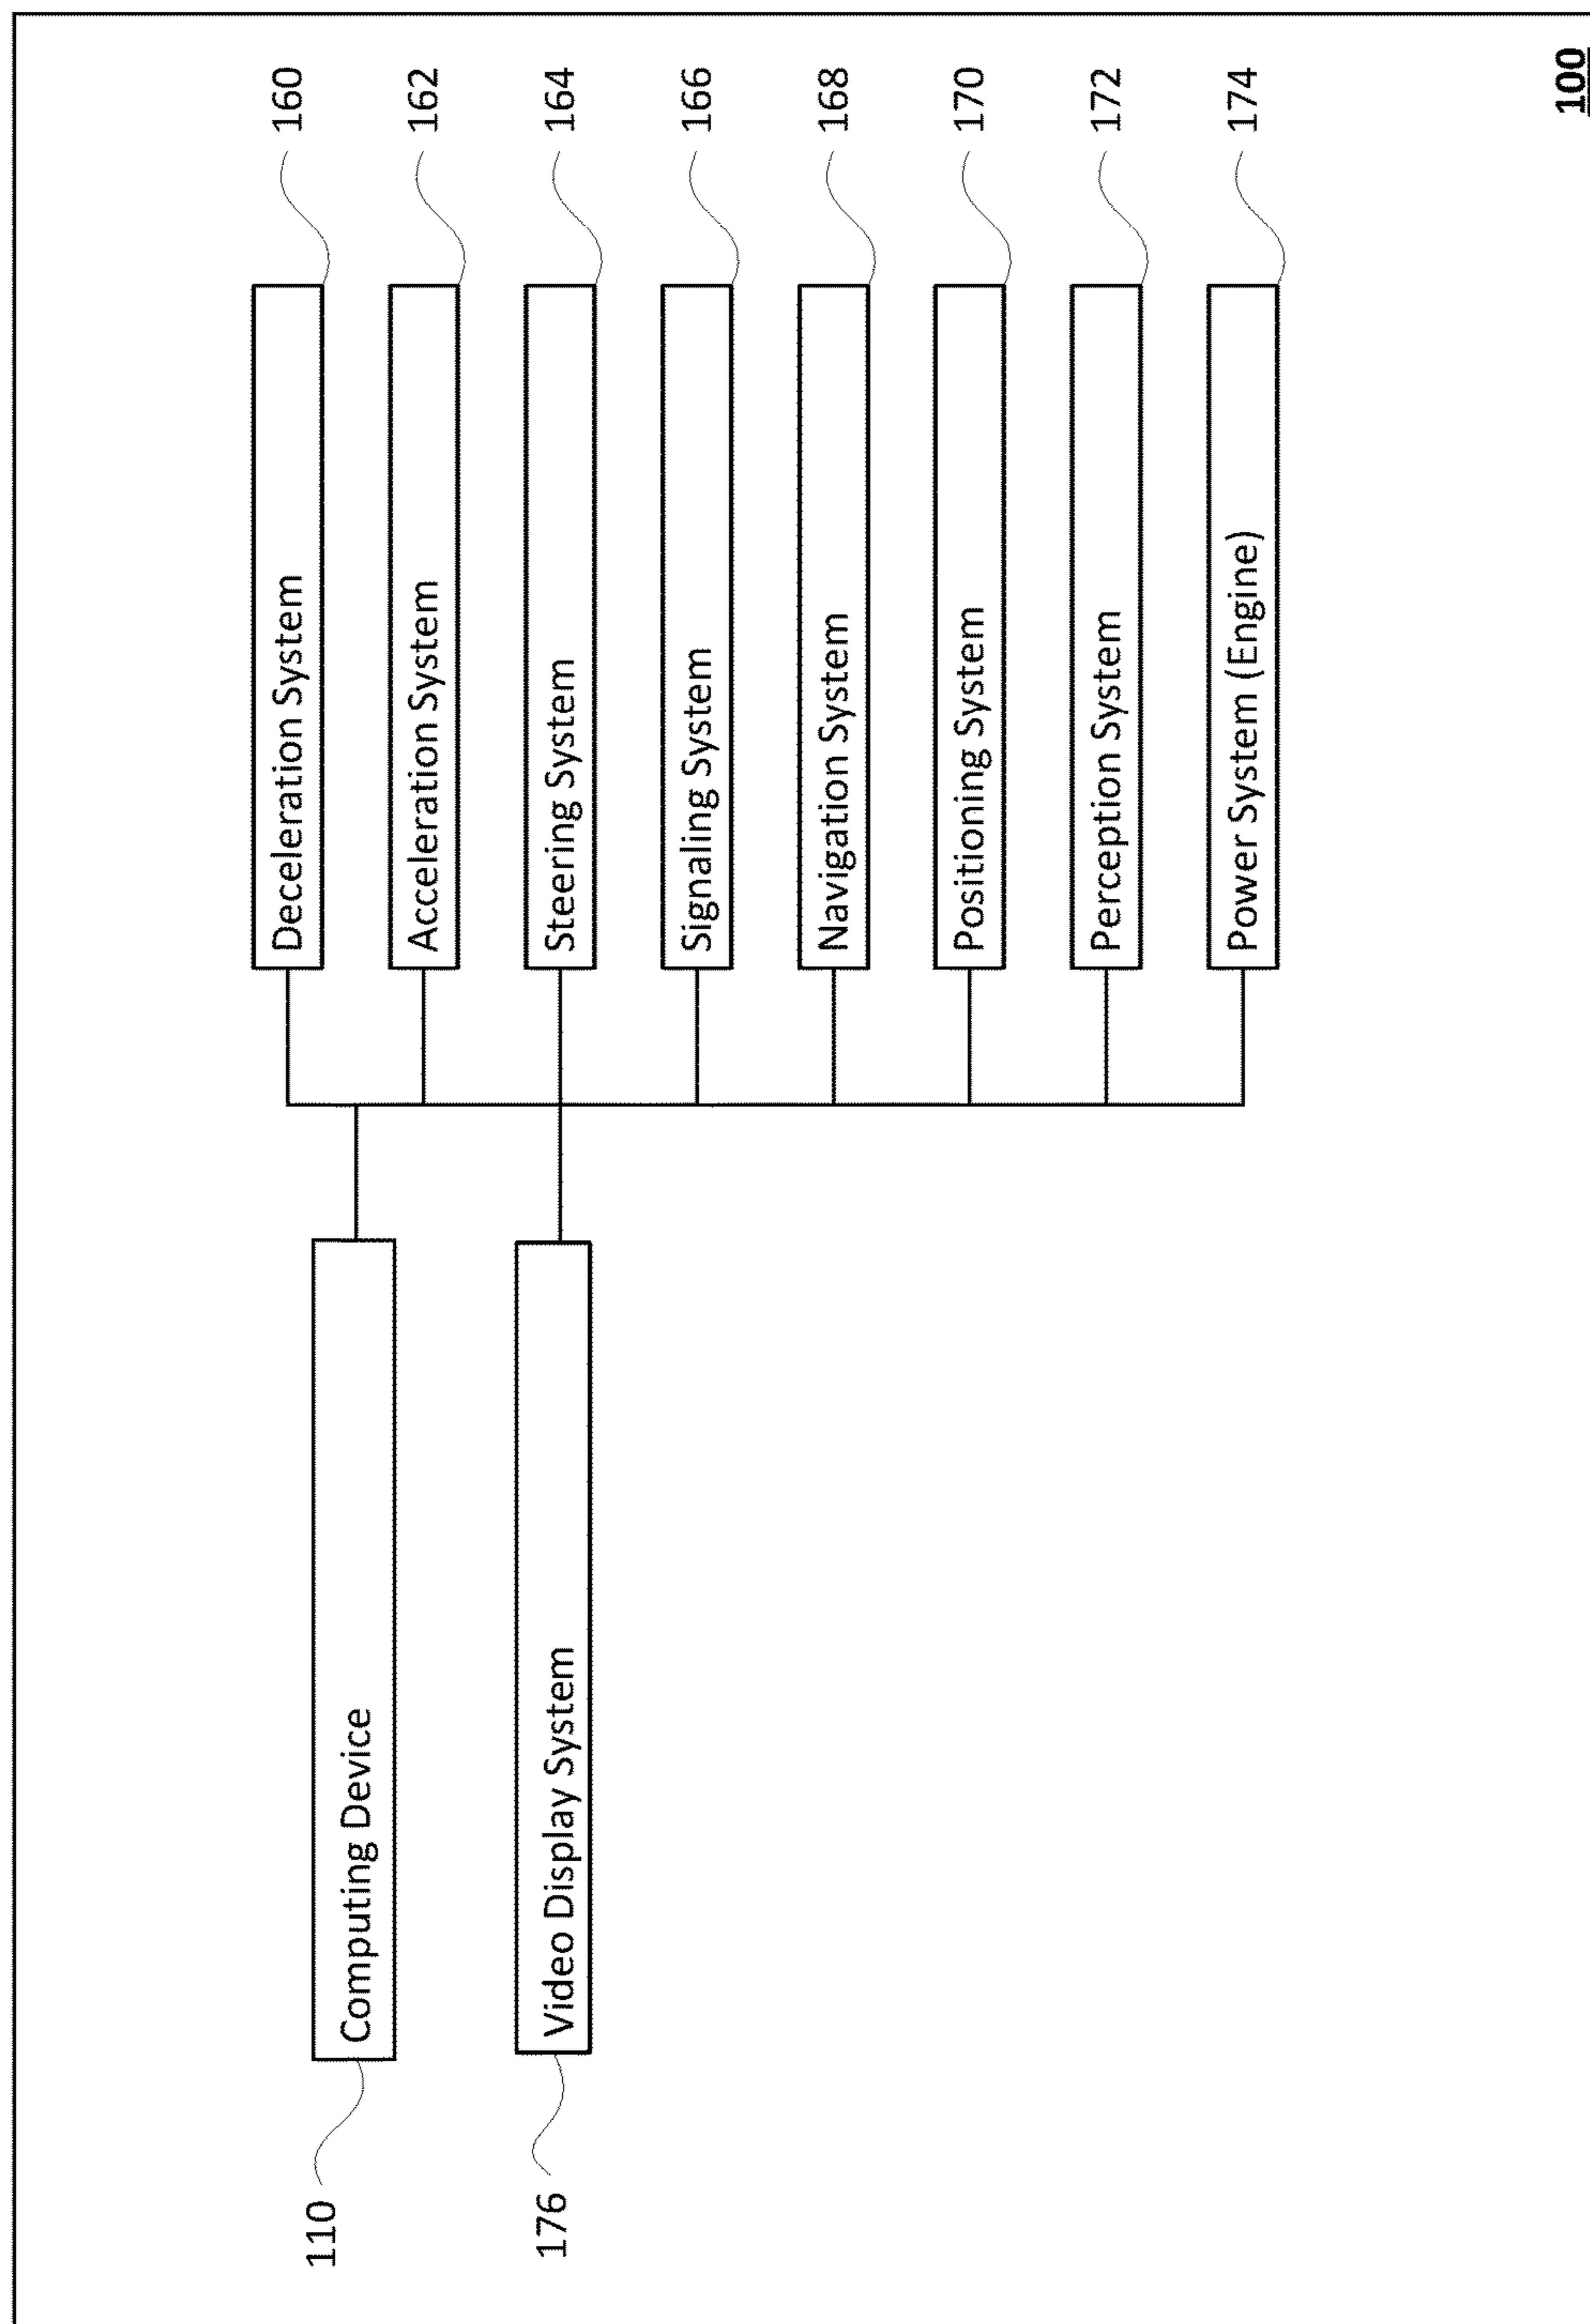 110
Computing Device
176
Video Display System
Deceleration System
160
Acceleration System
162
Steering System
164
Signaling System
166
Navigation System
168
Positioning System
170
Perception System
172
Power System (Engine)
174
100